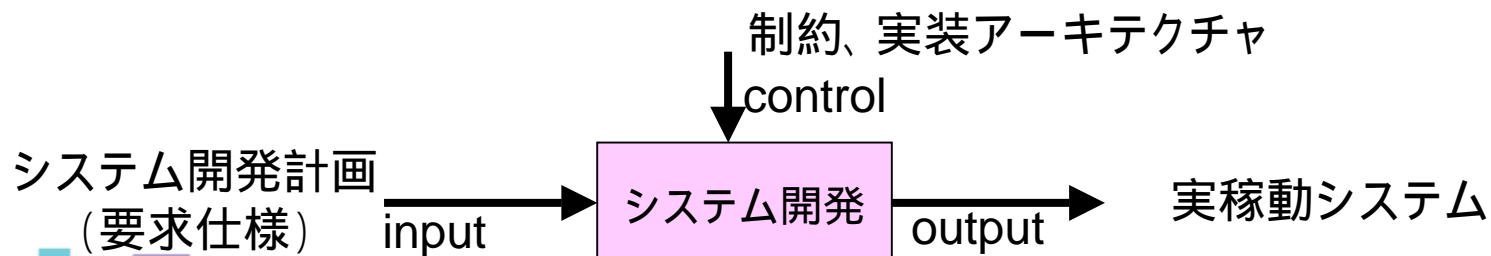 制約、実装アーキテクチャ
control
システム開発計画
(要求仕様)
input
システム開発
output
実稼動システム